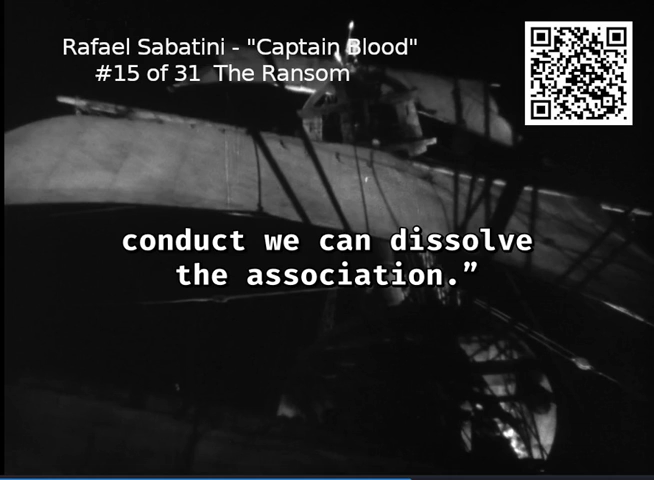 Rafael Sabatini - "Captain Blood"
#15 of 31  The Ransom
conduct we can dissolve
the association.”